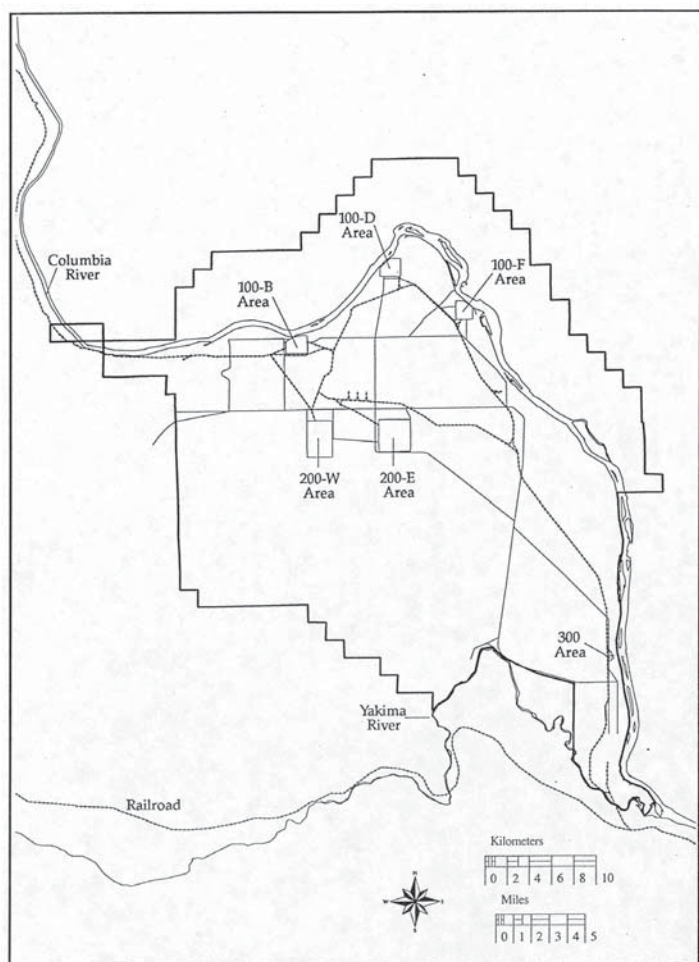 100-D
Area
Columbia
River
100-F
Area
100-B
Area
200-W
Area
200-E
Area
300
Area
Yakima
River
Railroad
Kilometers
0 2 4 6 8 10
Miles
0 1 2 3 4 5
N
W
E
S